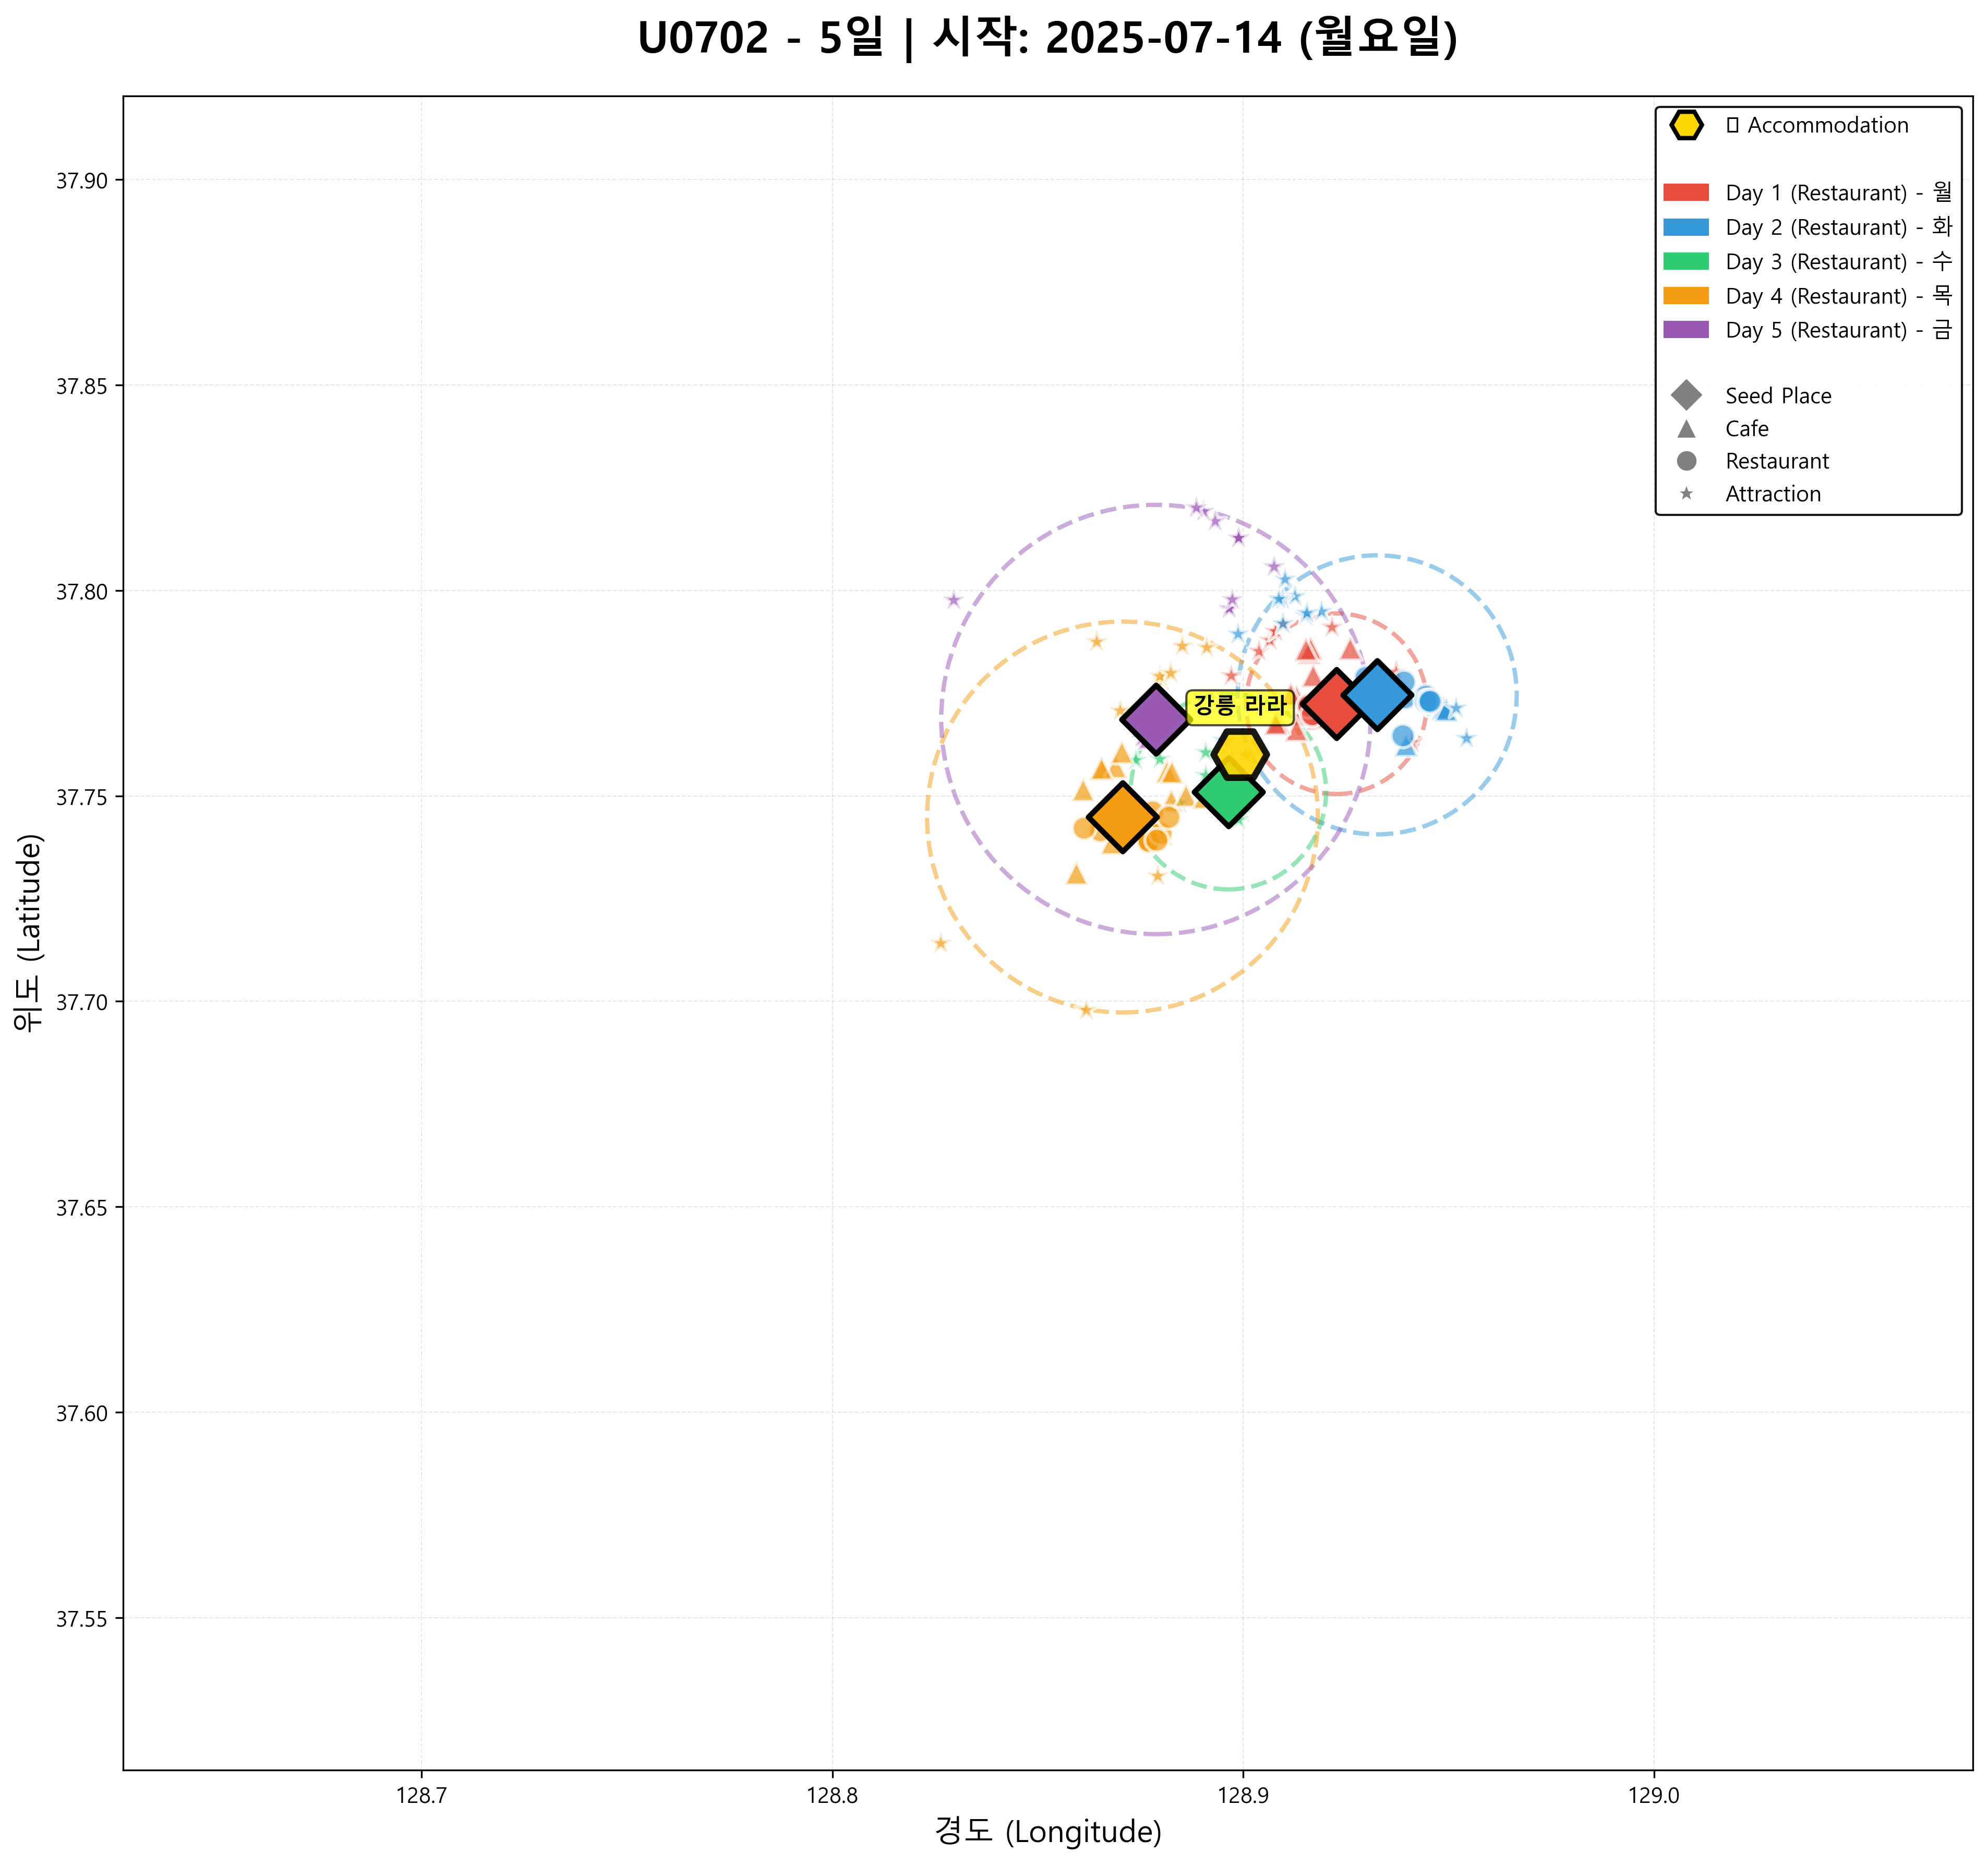 U0702 - 5일 | 시작: 2025-07-14 (월요일)
Accommodation
Day 1 (Restaurant) - 월
Day 2 (Restaurant) - 화
Day 3 (Restaurant) - 수
Day 4 (Restaurant) - 목
Day 5 (Restaurant) - 금
Seed Place
Cafe
Restaurant
Attraction
강릉 라라
37.90
37.85
37.80
37.75
37.70
37.65
37.60
37.55
위도 (Latitude)
128.7
128.8
128.9
129.0
경도 (Longitude)